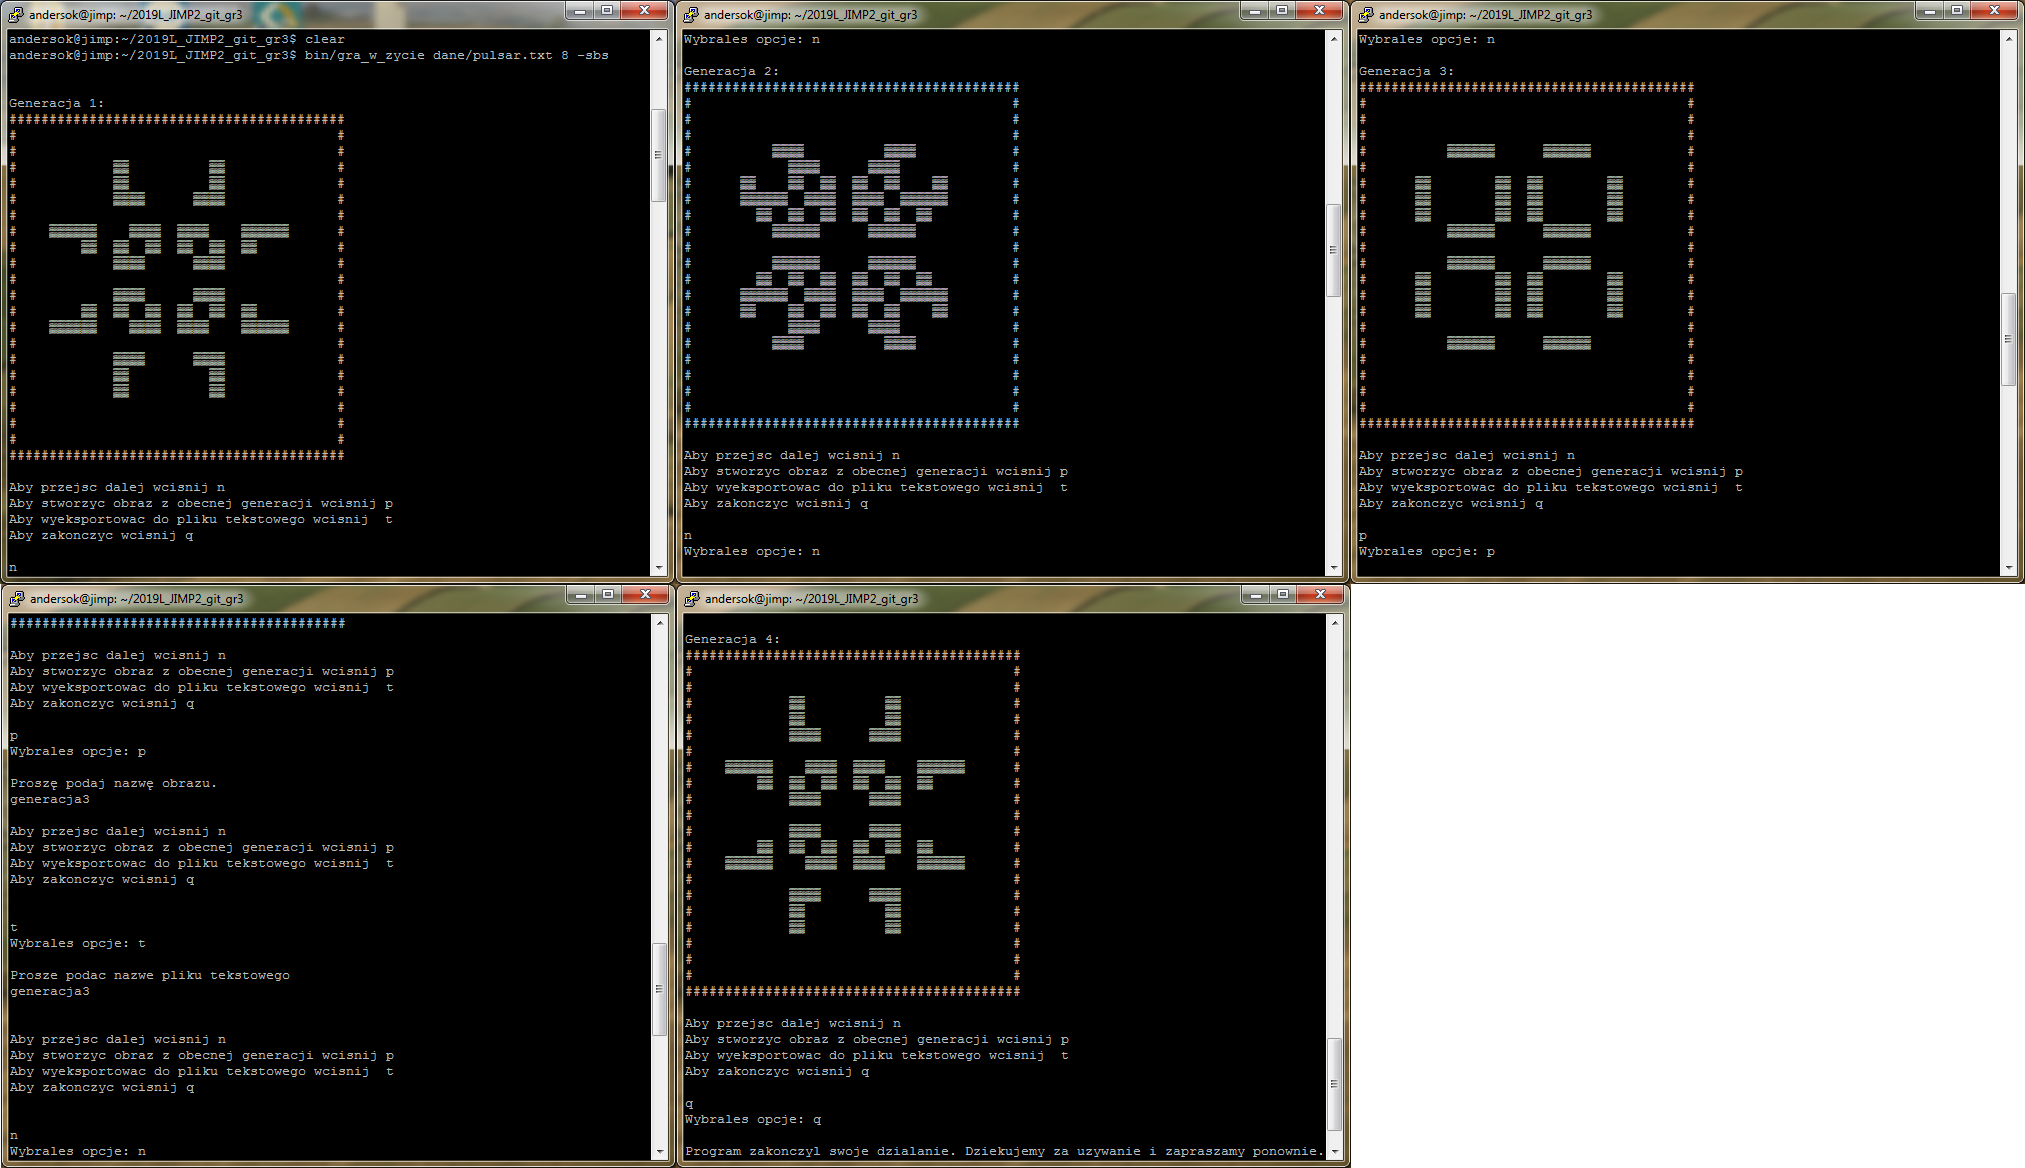 andersok@jimp: ~/2019L_JIMP2_git_gr3
andersok@jimp:~/2019L_JIMP2_git_gr3$ clear
andersok@jimp:~/2019L_JIMP2_git_gr3$ bin/gra_w_zycie dane/pulsar.txt 8 -sbs
Generacja 1:
Aby przejsc dalej wcisnij n
Aby stworzyc obraz z obecnej generacji wcisnij p
Aby wyeksportowac do pliku tekstowego wcisnij  t
Aby zakonczyc wcisnij q
n
andersok@jimp: ~/2019L_JIMP2_git_gr3
Wybrales opcje: n
Generacja 2:
Aby przejsc dalej wcisnij n
Aby stworzyc obraz z obecnej generacji wcisnij p
Aby wyeksportowac do pliku tekstowego wcisnij  t
Aby zakonczyc wcisnij q
n
Wybrales opcje: n
andersok@jimp: ~/2019L_JIMP2_git_gr3
Wybrales opcje: n
Generacja 3:
Aby przejsc dalej wcisnij n
Aby stworzyc obraz z obecnej generacji wcisnij p
Aby wyeksportowac do pliku tekstowego wcisnij  t
Aby zakonczyc wcisnij q
p
Wybrales opcje: p
andersok@jimp: ~/2019L_JIMP2_git_gr3
Aby przejsc dalej wcisnij n
Aby stworzyc obraz z obecnej generacji wcisnij p
Aby wyeksportowac do pliku tekstowego wcisnij  t
Aby zakonczyc wcisnij q
p
Wybrales opcje: p
Proszę podaj nazwę obrazu.
generacja3
Aby przejsc dalej wcisnij n
Aby stworzyc obraz z obecnej generacji wcisnij p
Aby wyeksportowac do pliku tekstowego wcisnij  t
Aby zakonczyc wcisnij q
t
Wybrales opcje: t
Prosze podac nazwe pliku tekstowego
generacja3
Aby przejsc dalej wcisnij n
Aby stworzyc obraz z obecnej generacji wcisnij p
Aby wyeksportowac do pliku tekstowego wcisnij  t
Aby zakonczyc wcisnij q
n
Wybrales opcje: n
andersok@jimp: ~/2019L_JIMP2_git_gr3
Generacja 4:
Aby przejsc dalej wcisnij n
Aby stworzyc obraz z obecnej generacji wcisnij p
Aby wyeksportowac do pliku tekstowego wcisnij  t
Aby zakonczyc wcisnij q
q
Wybrales opcje: q
Program zakonczyl swoje dzialanie. Dziekujemy za uzywanie i zapraszamy ponownie.